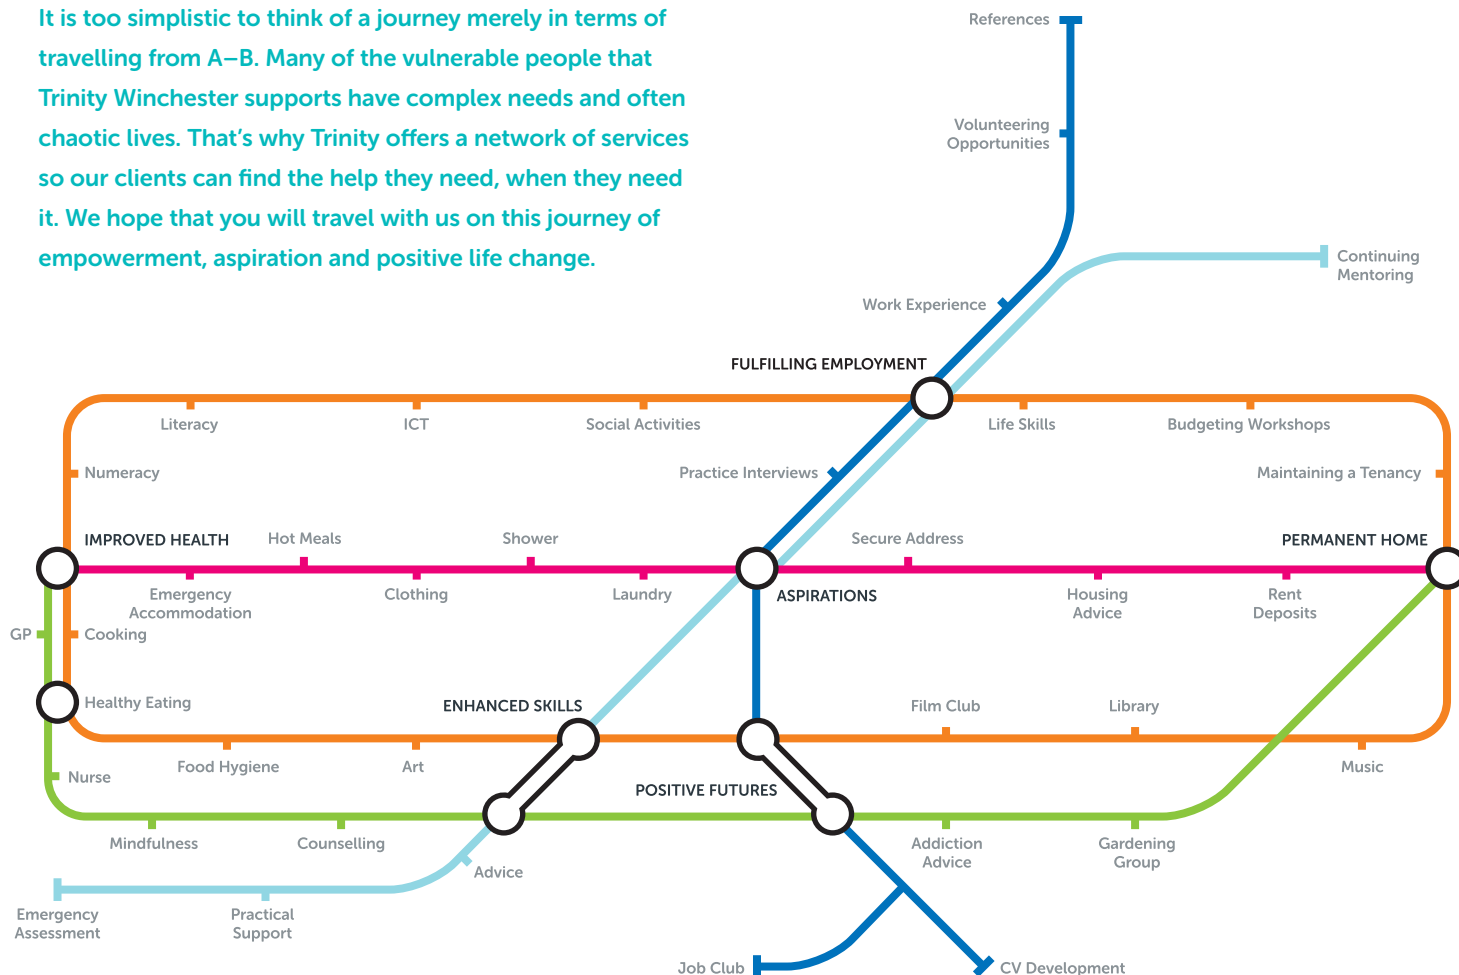 It is too simplistic to think of a journey merely in terms of
travelling from A–B. Many of the vulnerable people that
Trinity Winchester supports have complex needs and often
chaotic lives. That’s why Trinity offers a network of services
so our clients can find the help they need, when they need
it. We hope that you will travel with us on this journey of
empowerment, aspiration and positive life change.
References
Volunteering
Opportunities
Continuing
Mentoring
Work Experience
FULFILLING EMPLOYMENT
Literacy
ICT
Social Activities
Life Skills
Budgeting Workshops
Numeracy
Practice Interviews
Maintaining a Tenancy
IMPROVED HEALTH
Hot Meals
Shower
Secure Address
PERMANENT HOME
Emergency
Accommodation
Clothing
Laundry
ASPIRATIONS
Housing
Advice
Rent
Deposits
GP
Cooking
Healthy Eating
ENHANCED SKILLS
Film Club
Library
Food Hygiene
Art
Music
Nurse
POSITIVE FUTURES
Mindfulness
Counselling
Addiction
Advice
Gardening
Group
Advice
Emergency
Assessment
Practical
Support
Job Club
CV Development